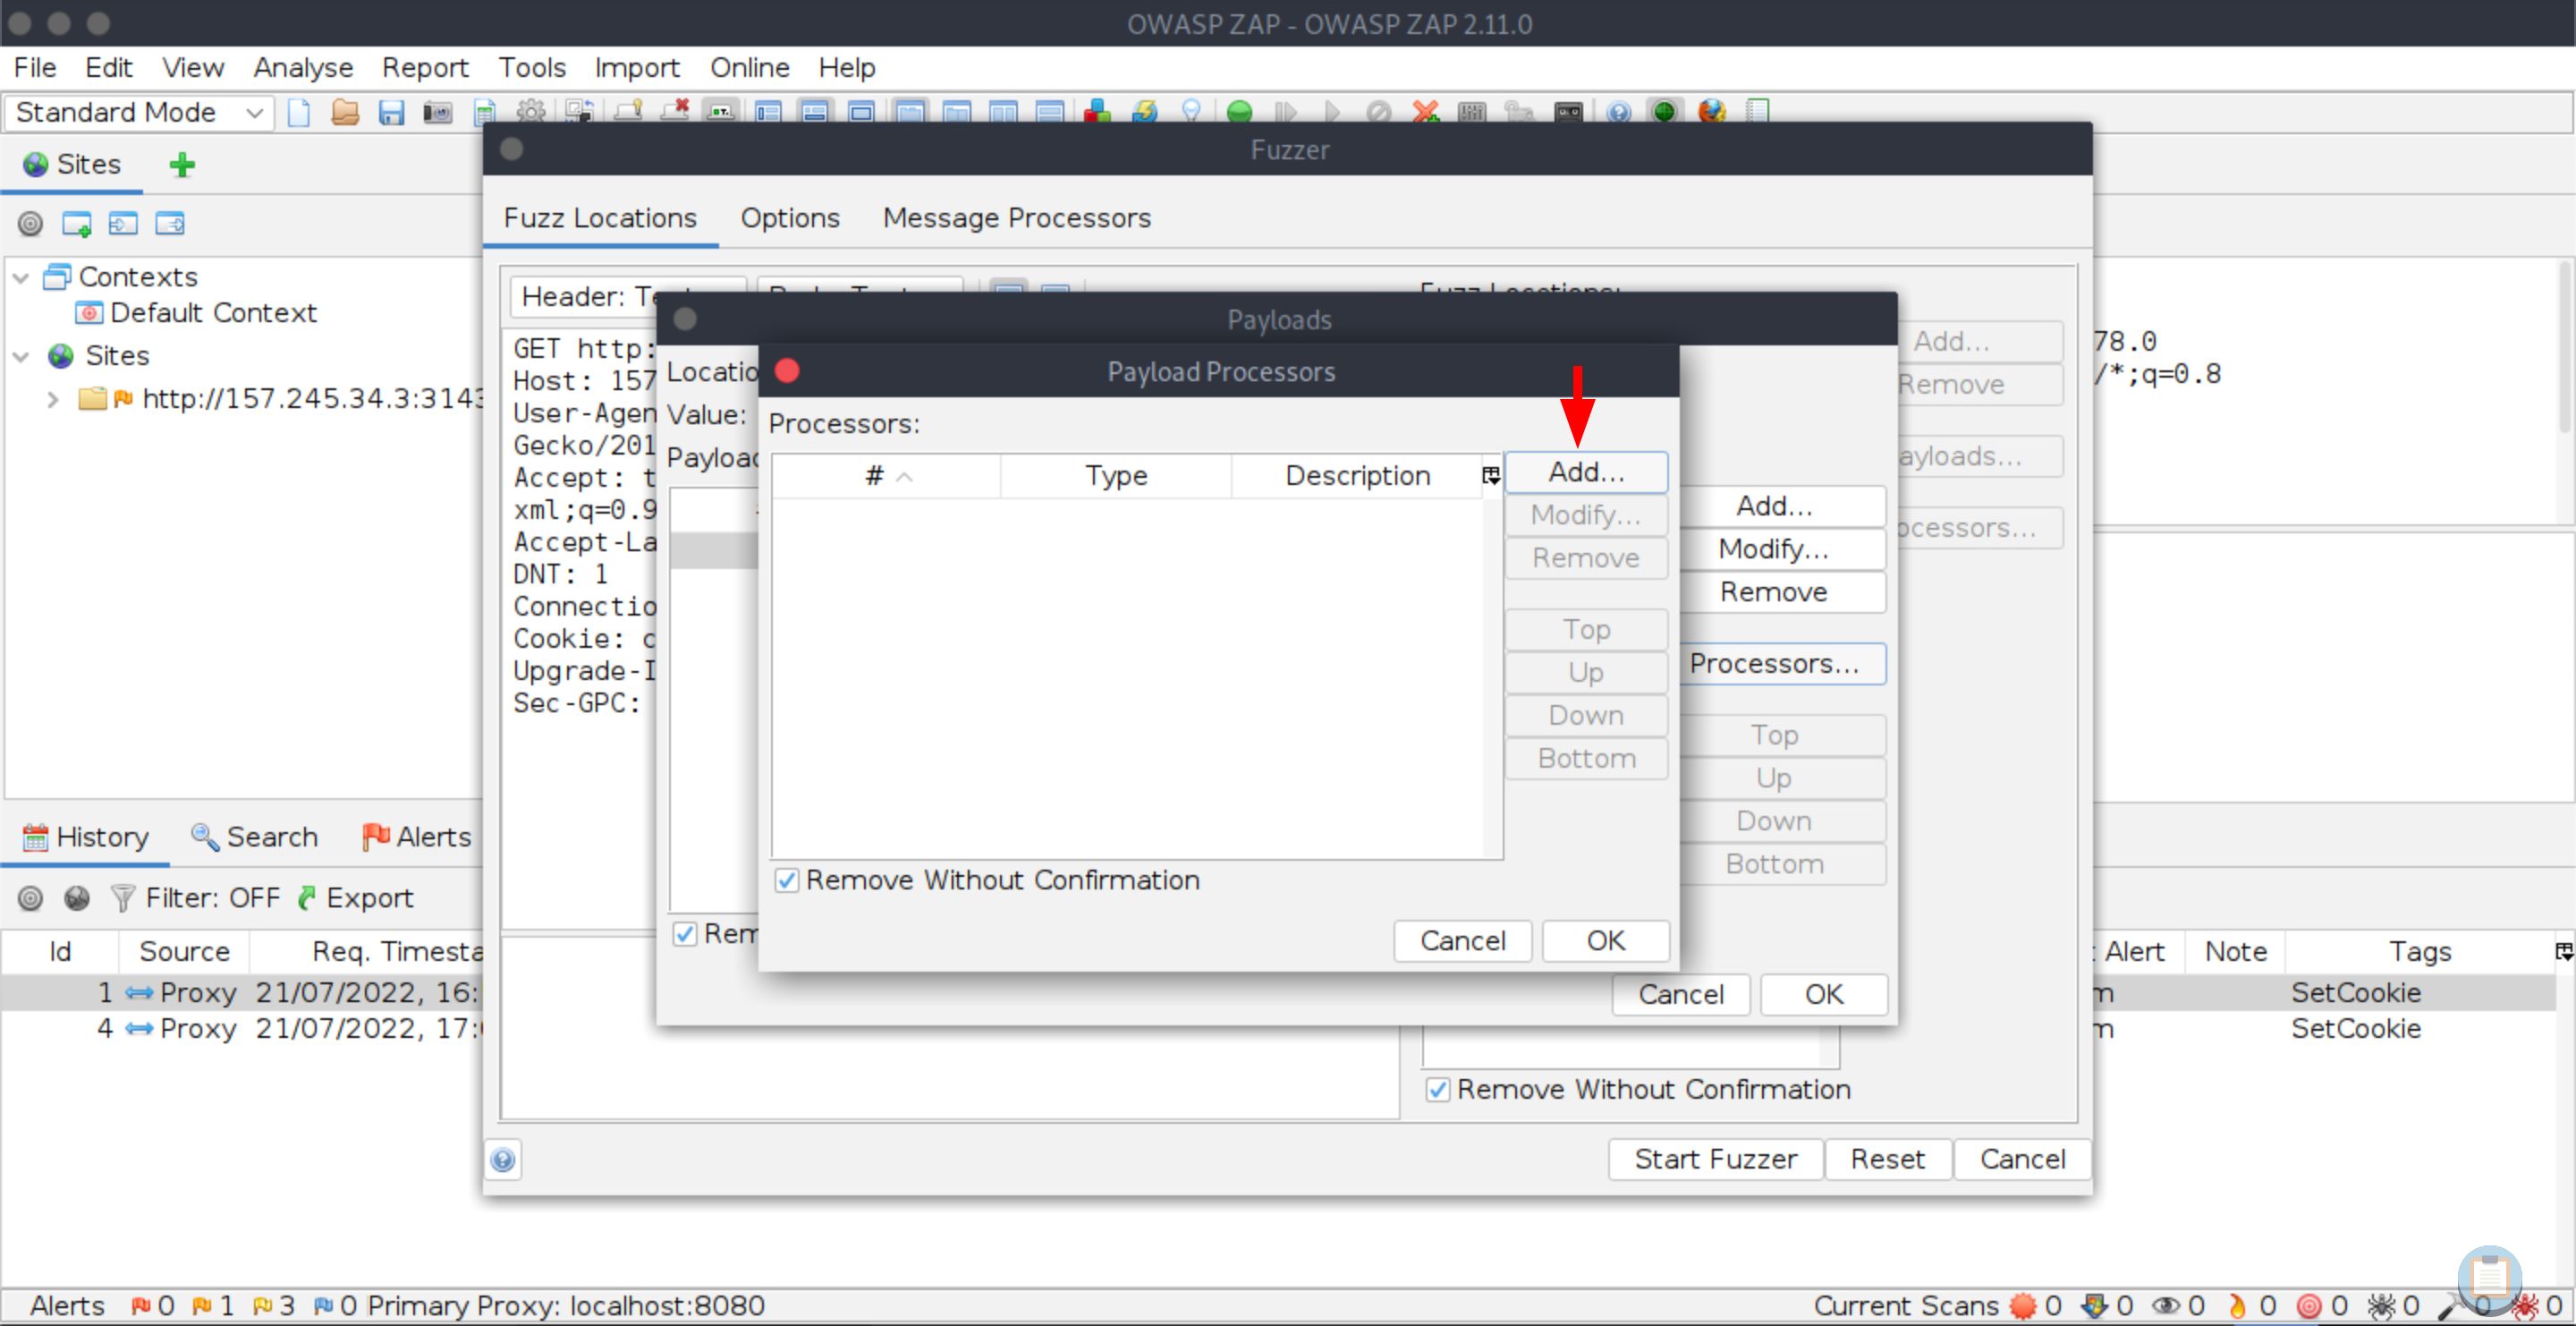 OWASP ZAP - OWASP ZAP 2.11.0
File Edit View Analyse Report Tools Import Online Help
Standard Mode
Sites
Contexts
Default Context
Sites
http://157.245.34.3:3143
Fuzzer
Fuzz Locations Options Message Processors
Header:
GET http:
Host: 157
User-Agen
Gecko/201
Accept: t
xml;q=0.9
Accept-La
DNT: 1
Connectio
Cookie: c
Upgrade-I
Sec-GPC:
Fuzz Locations:
Add...
Remove
ayloads...
ocessors...
Remove Without Confirmation
Start Fuzzer Reset Cancel
Payloads
Locatio
Value:
Payload
Add...
Modify...
Remove
Processors...
Top
Up
Down
Bottom
Rem
Cancel OK
Payload Processors
Processors:
# Type Description
Add...
Modify...
Remove
Top
Up
Down
Bottom
Remove Without Confirmation
Cancel OK
78.0
/*;q=0.8
History Search Alerts
Filter: OFF Export
Id Source Req. Timesta Alert Note Tags
1 Proxy 21/07/2022, 16: m SetCookie
4 Proxy 21/07/2022, 17: m SetCookie
Alerts 0 1 3 0 Primary Proxy: localhost:8080 Current Scans 0 0 0 0 0 0 0 0